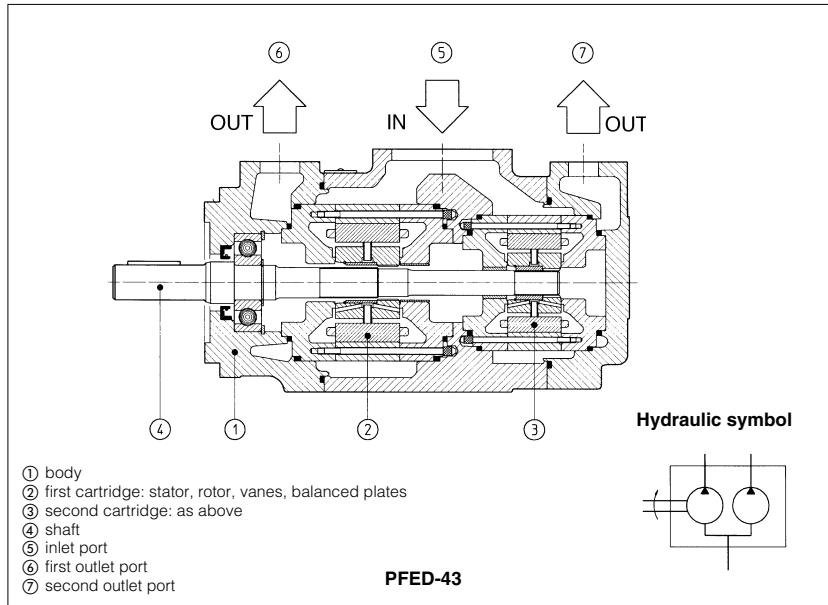 ⑥ ⑤ ⑦
OUT IN OUT
④ ① ② ③
Hydraulic symbol
① body
② first cartridge: stator, rotor, vanes, balanced plates
③ second cartridge: as above
④ shaft
⑤ inlet port
⑥ first outlet port
⑦ second outlet port
PFED-43